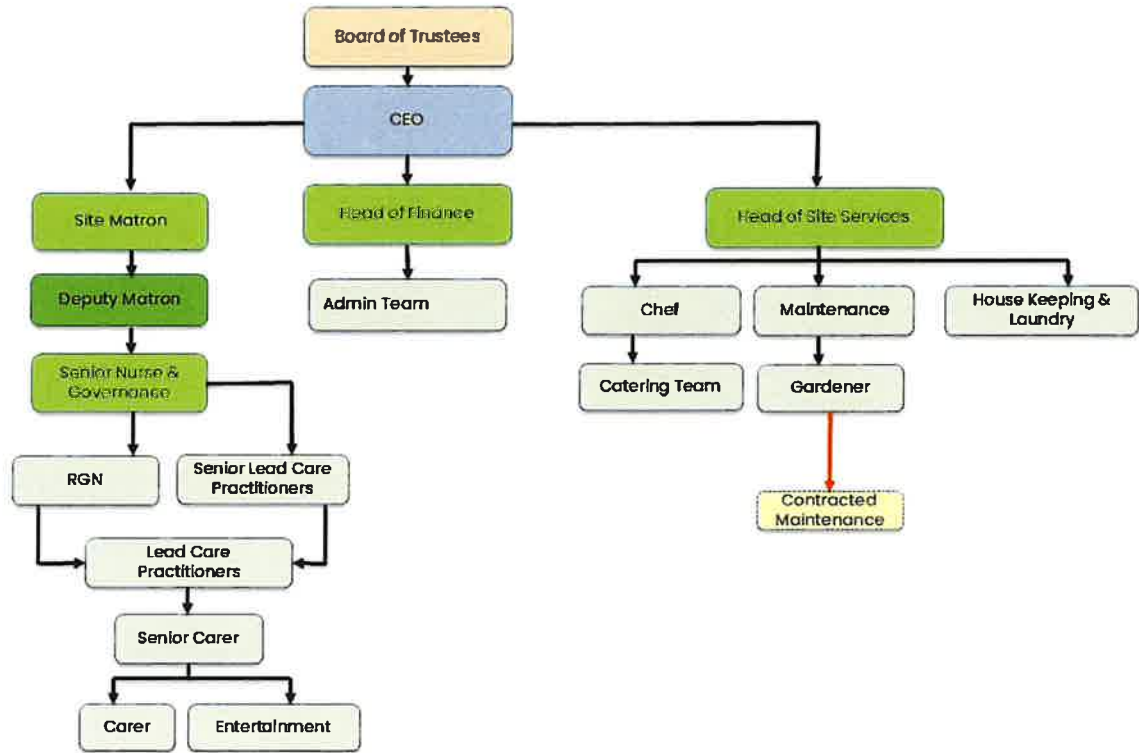 Board of Trustees
CEO
Site Matron
Head of Finance
Head of Site Services
Deputy Matron
Admin Team
Chef
Maintenance
House Keeping &
Laundry
Senior Nurse &
Governance
Catering Team
Gardener
RGN
Senior Lead Care
Practitioners
Contracted
Maintenance
Lead Care
Practitioners
Senior Carer
Carer
Entertainment